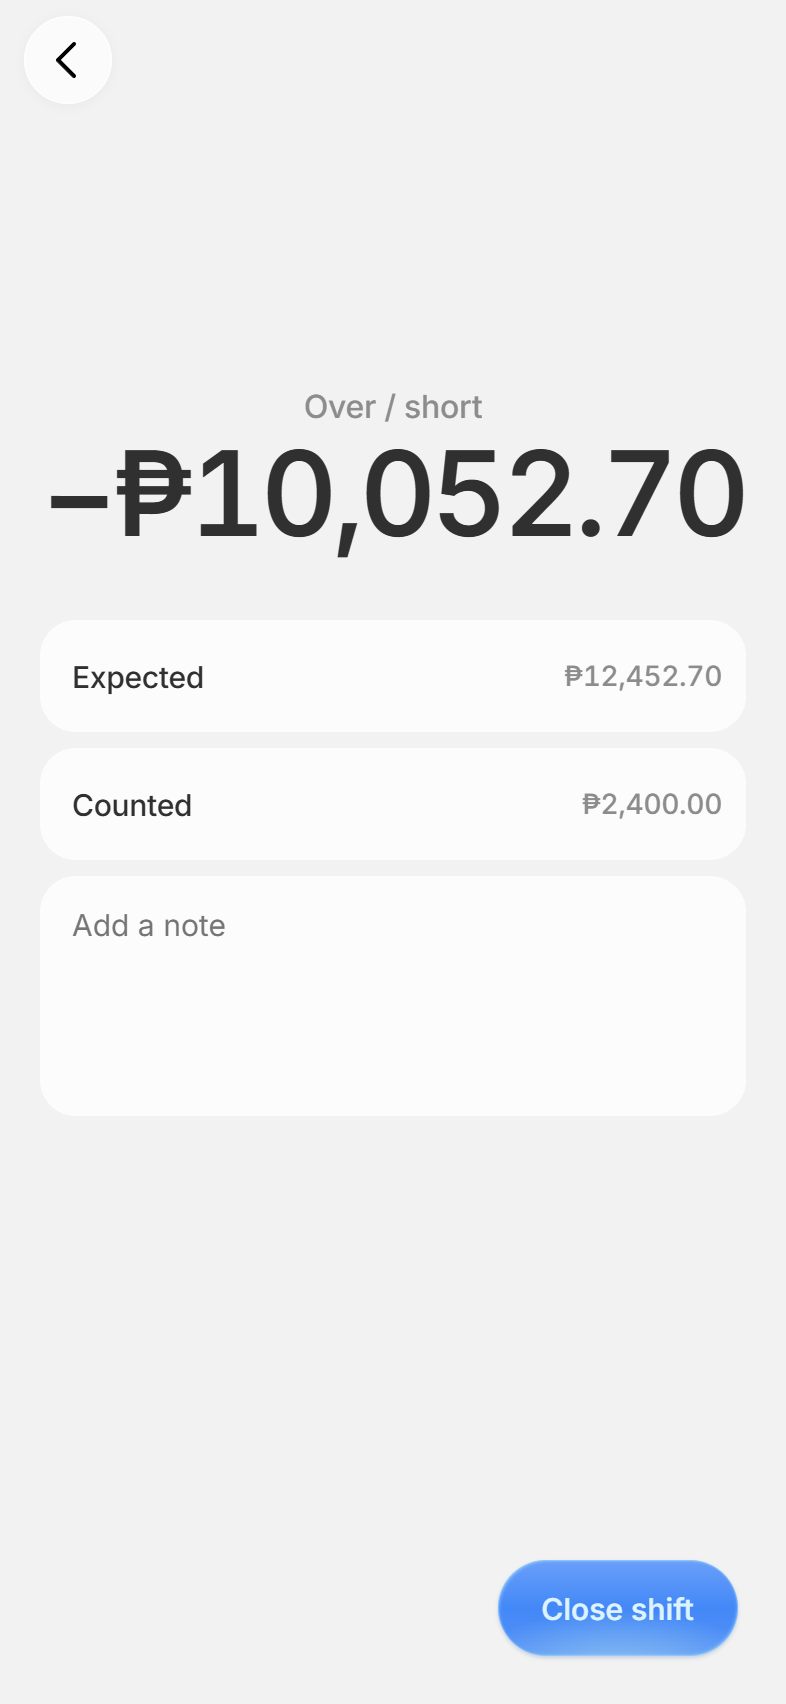 Over / short
–₱10,052.70
Expected ₱12,452.70
Counted ₱2,400.00
Add a note
Close shift